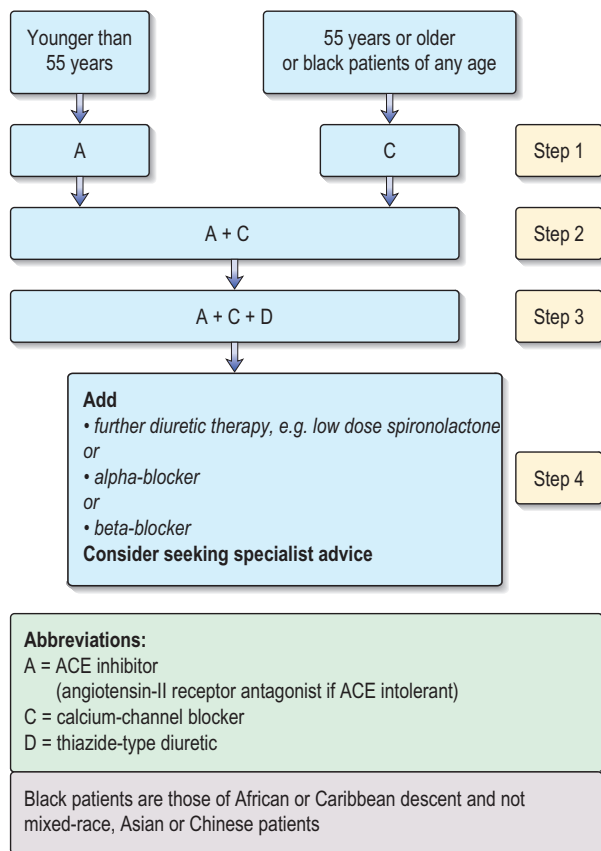 Younger than
55 years
55 years or older
or black patients of any age
A
C
Step 1
A + C
Step 2
A + C + D
Step 3
Add
• further diuretic therapy, e.g. low dose spironolactone
or
• alpha-blocker
or
• beta-blocker
Consider seeking specialist advice
Step 4
Abbreviations:
A = ACE inhibitor
(angiotensin-II receptor antagonist if ACE intolerant)
C = calcium-channel blocker
D = thiazide-type diuretic
Black patients are those of African or Caribbean descent and not
mixed-race, Asian or Chinese patients